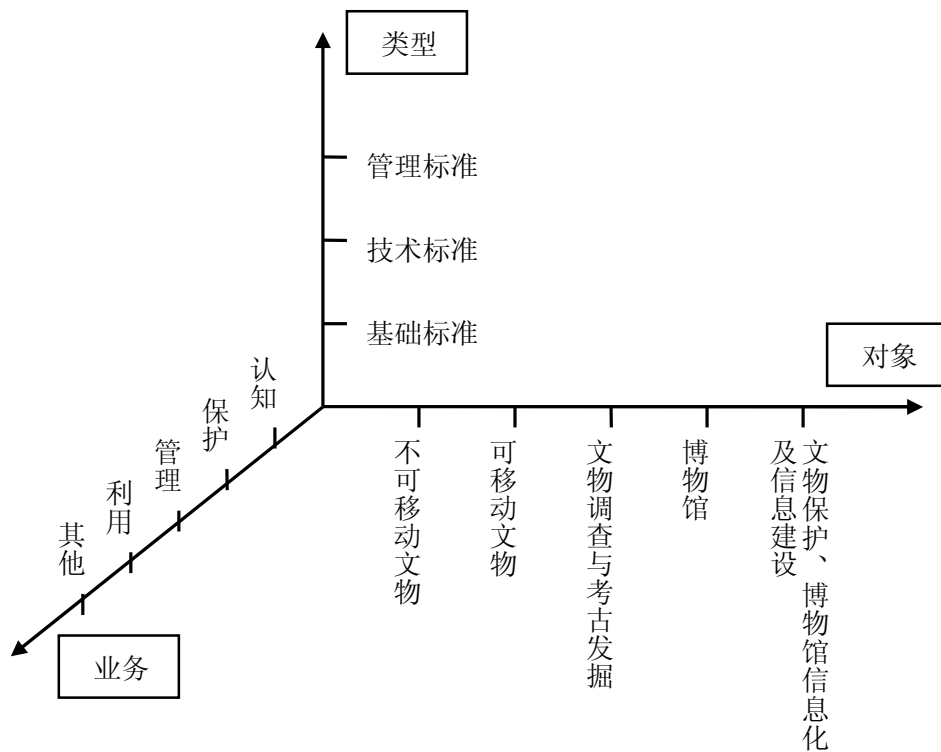 类型
管理标准
技术标准
基础标准
对象
认知
保护
管理
利用
其他
业务
不可移动文物
可移动文物
文物调查与考古发掘
博物馆
文物保护、博物馆信息化
及信息建设